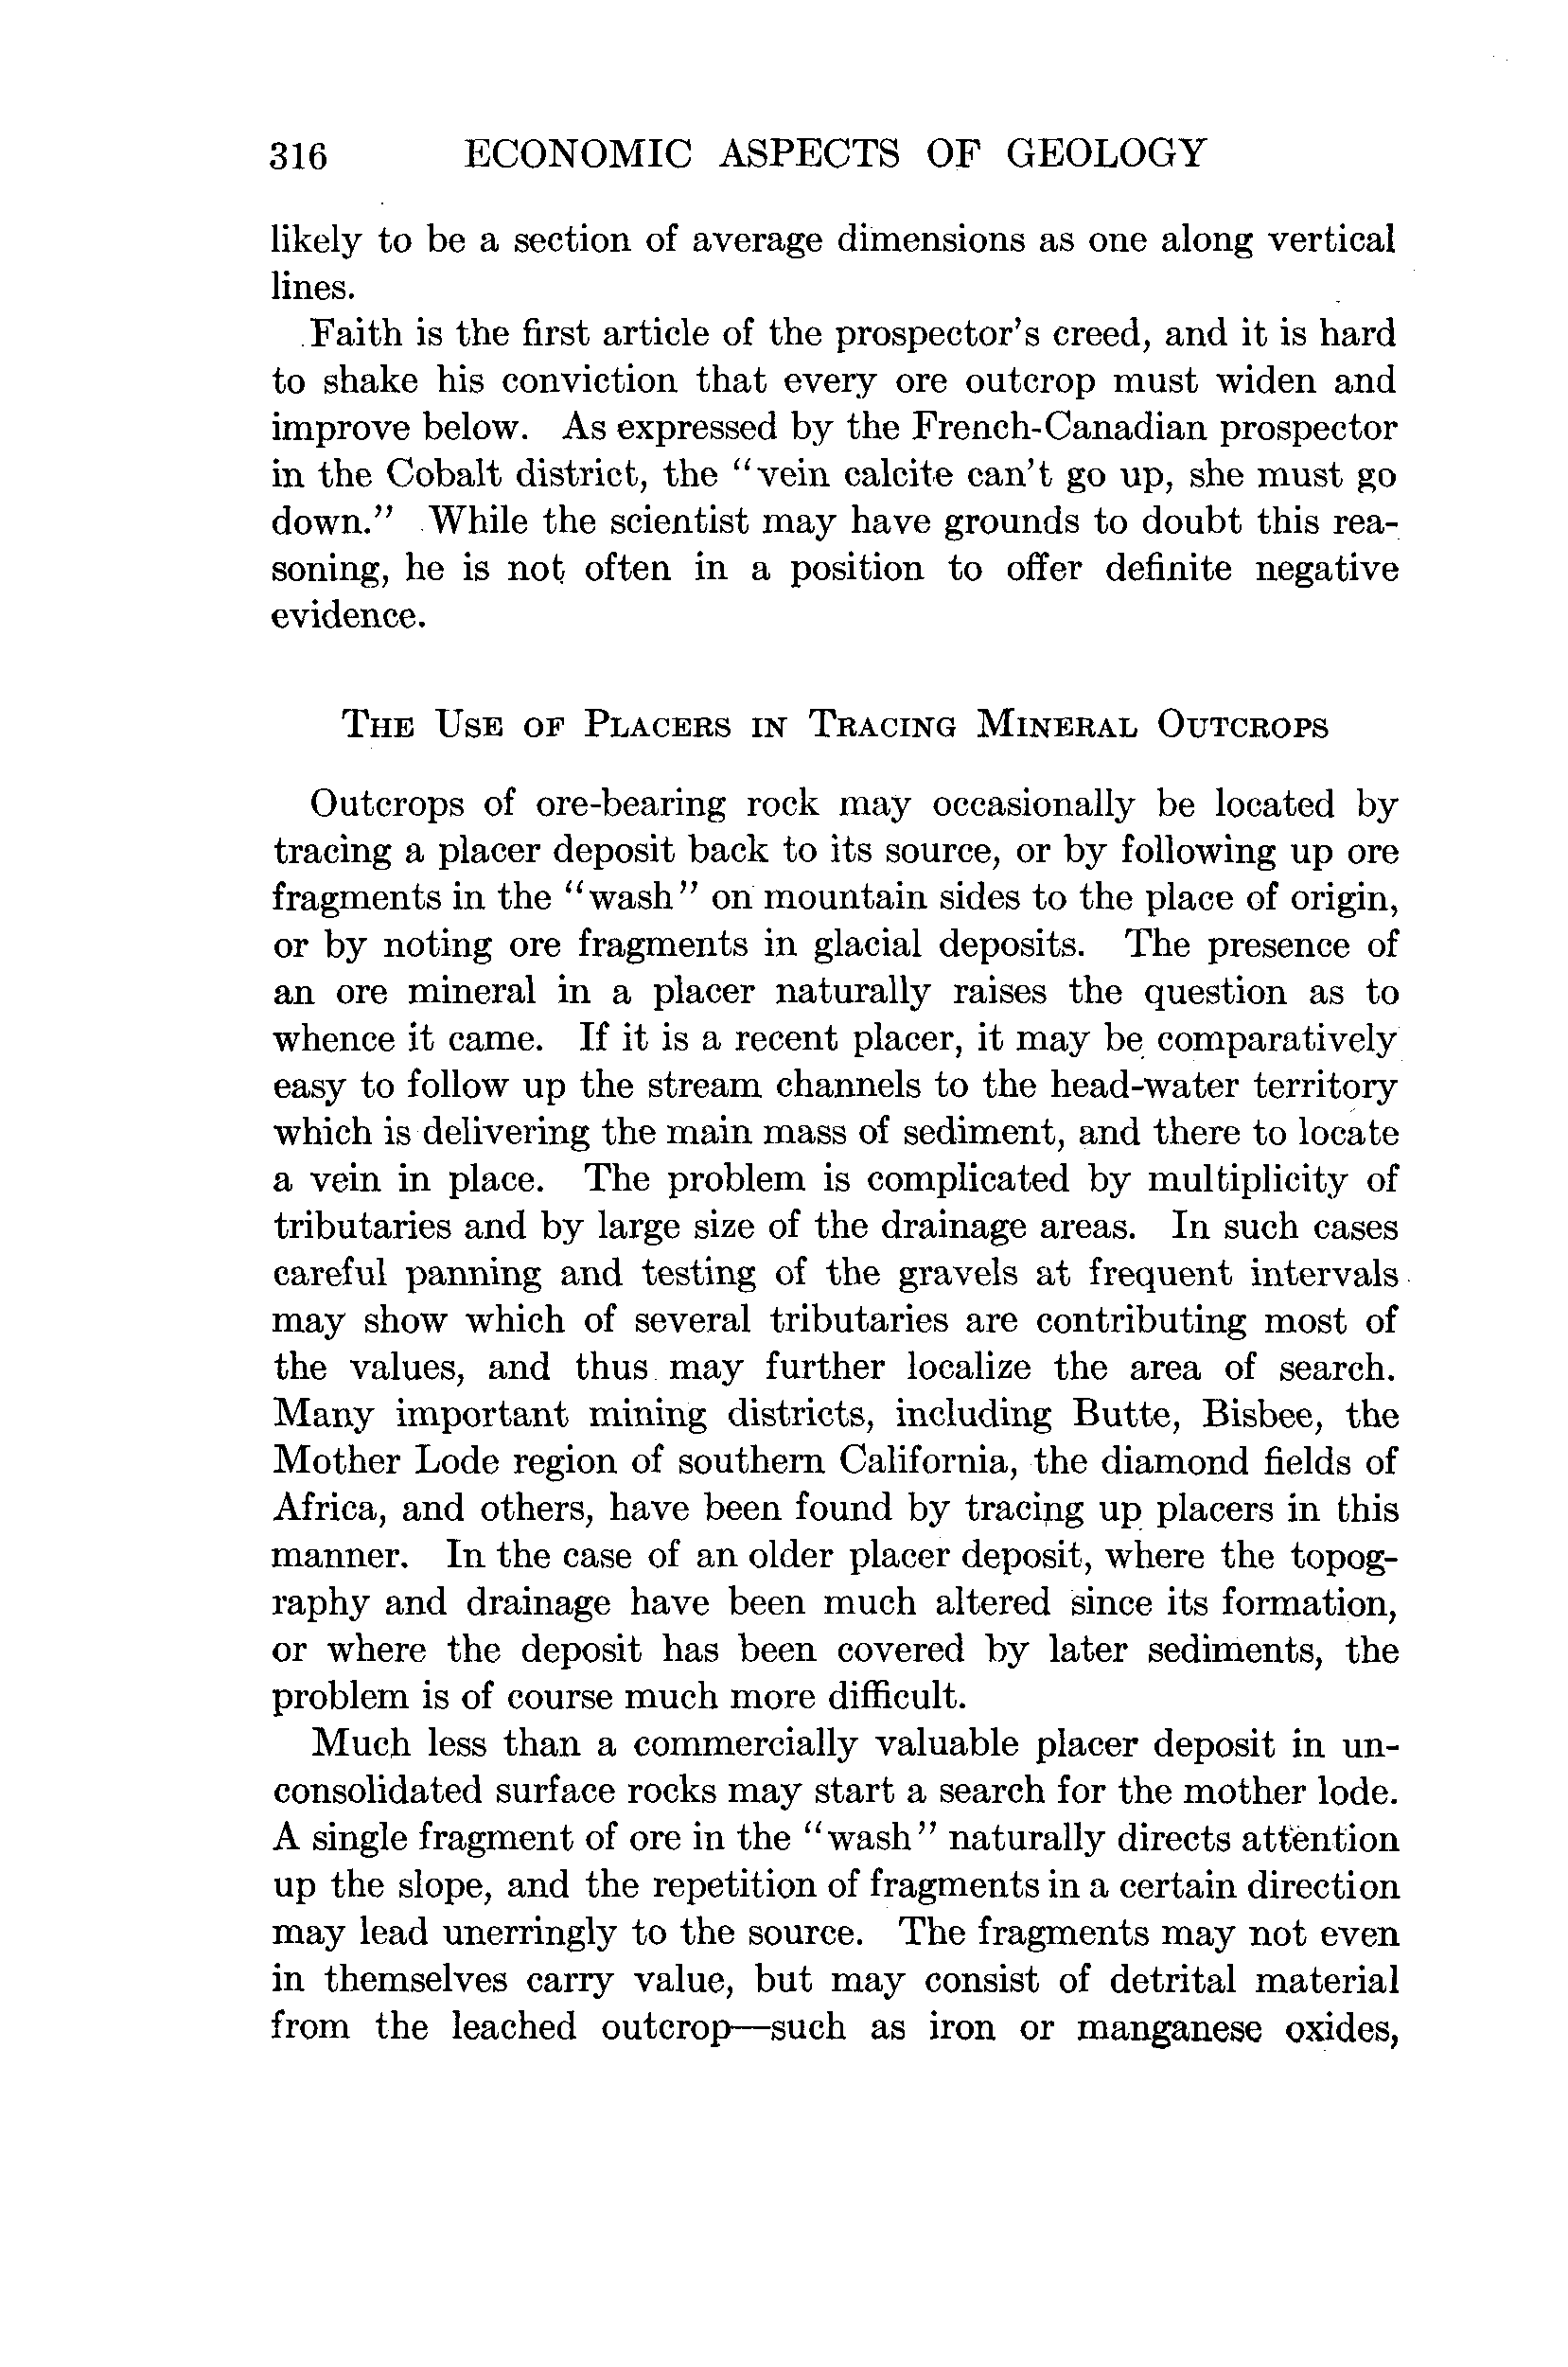 316 ECONOMIC ASPECTS OF GEOLOGY
likely to be a section of average dimensions as one along vertical
lines.
Faith is the first article of the prospector's creed, and it is hard
to shake his conviction that every ore outcrop must widen and
improve below. As expressed by the French-Canadian prospector
in the Cobalt district, the “vein calcite can't go up, she must go
down.” While the scientist may have grounds to doubt this rea-
soning, he is not often in a position to offer definite negative
evidence.
THE USE OF PLACERS IN TRACING MINERAL OUTCROPS
Outcrops of ore-bearing rock may occasionally be located by
tracing a placer deposit back to its source, or by following up ore
fragments in the “wash” on mountain sides to the place of origin,
or by noting ore fragments in glacial deposits. The presence of
an ore mineral in a placer naturally raises the question as to
whence it came. If it is a recent placer, it may be comparatively
easy to follow up the stream channels to the head-water territory
which is delivering the main mass of sediment, and there to locate
a vein in place. The problem is complicated by multiplicity of
tributaries and by large size of the drainage areas. In such cases
careful panning and testing of the gravels at frequent intervals
may show which of several tributaries are contributing most of
the values, and thus may further localize the area of search.
Many important mining districts, including Butte, Bisbee, the
Mother Lode region of southern California, the diamond fields of
Africa, and others, have been found by tracing up placers in this
manner. In the case of an older placer deposit, where the topog-
raphy and drainage have been much altered since its formation,
or where the deposit has been covered by later sediments, the
problem is of course much more difficult.
Much less than a commercially valuable placer deposit in un-
consolidated surface rocks may start a search for the mother lode.
A single fragment of ore in the “wash” naturally directs attention
up the slope, and the repetition of fragments in a certain direction
may lead unerringly to the source. The fragments may not even
in themselves carry value, but may consist of detrital material
from the leached outcrop—such as iron or manganese oxides,